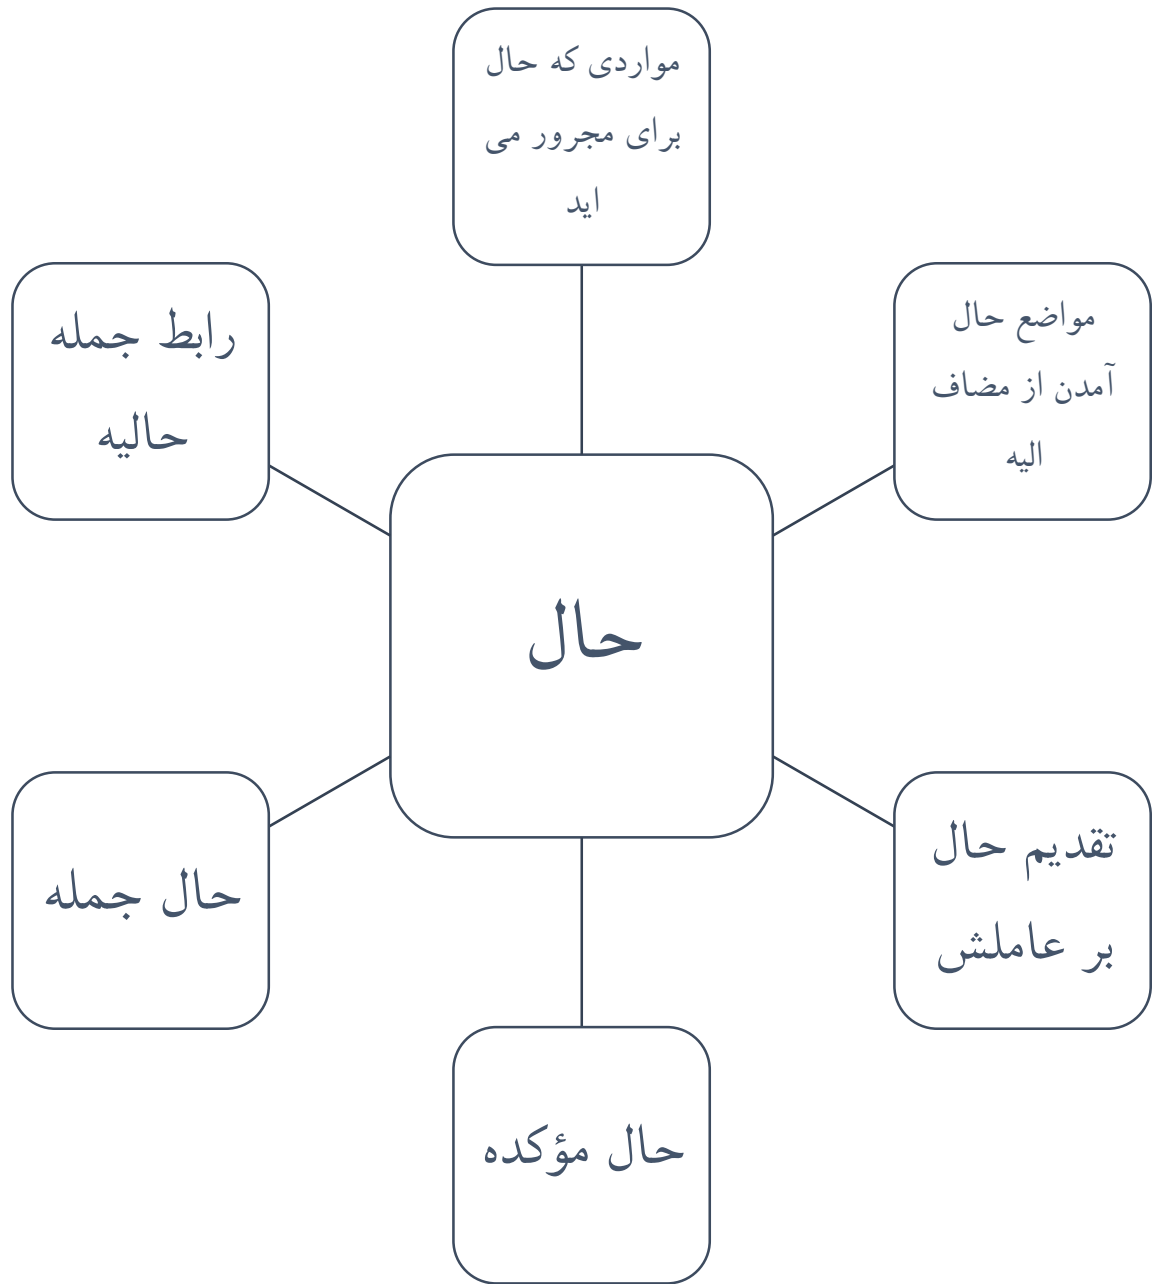 مواردی که حال
برای مجرور می
اید
مواضع حال
آمدن از مضاف
الیه
رابط جمله
حالیه
حال
تقدیم حال
بر عاملش
حال جمله
حال مؤکده